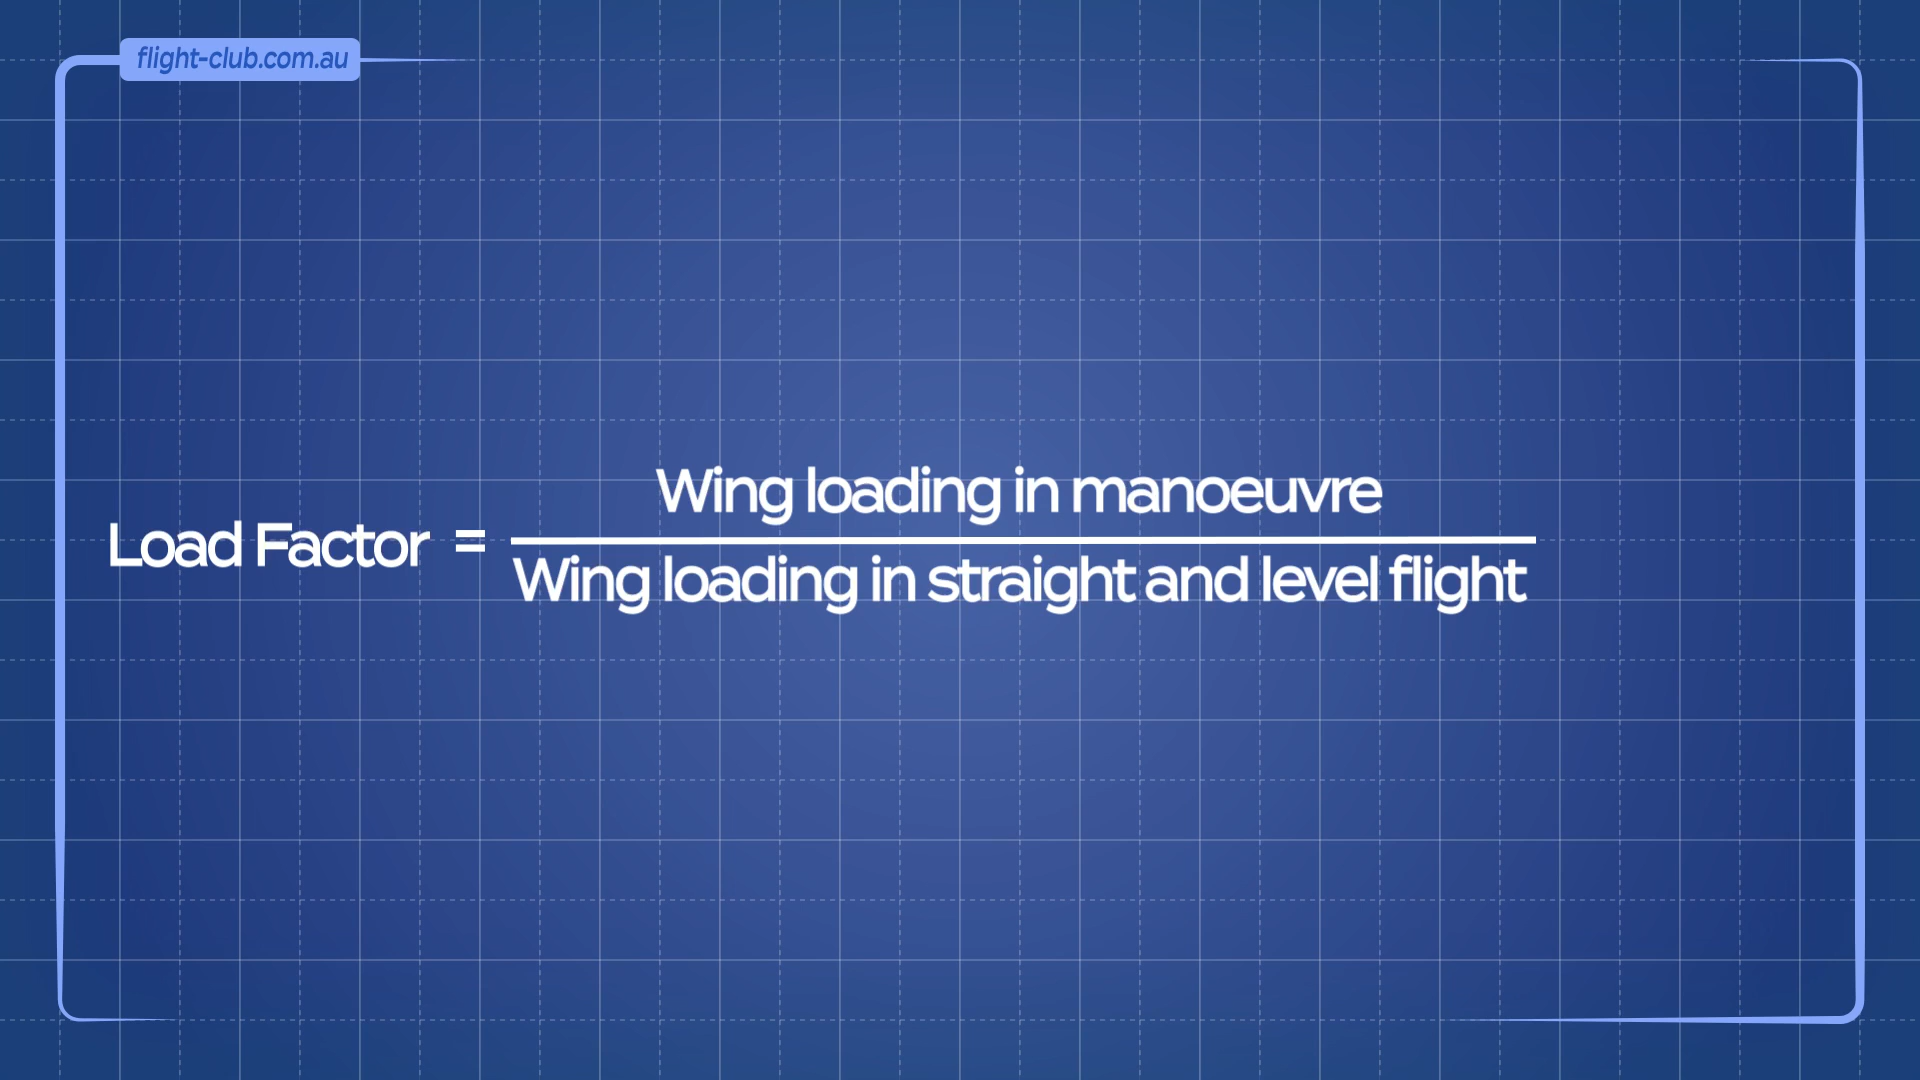 flight-club.com.au
Wing loading in manoeuvre
Load Factor =
Wing loading in straight and level flight